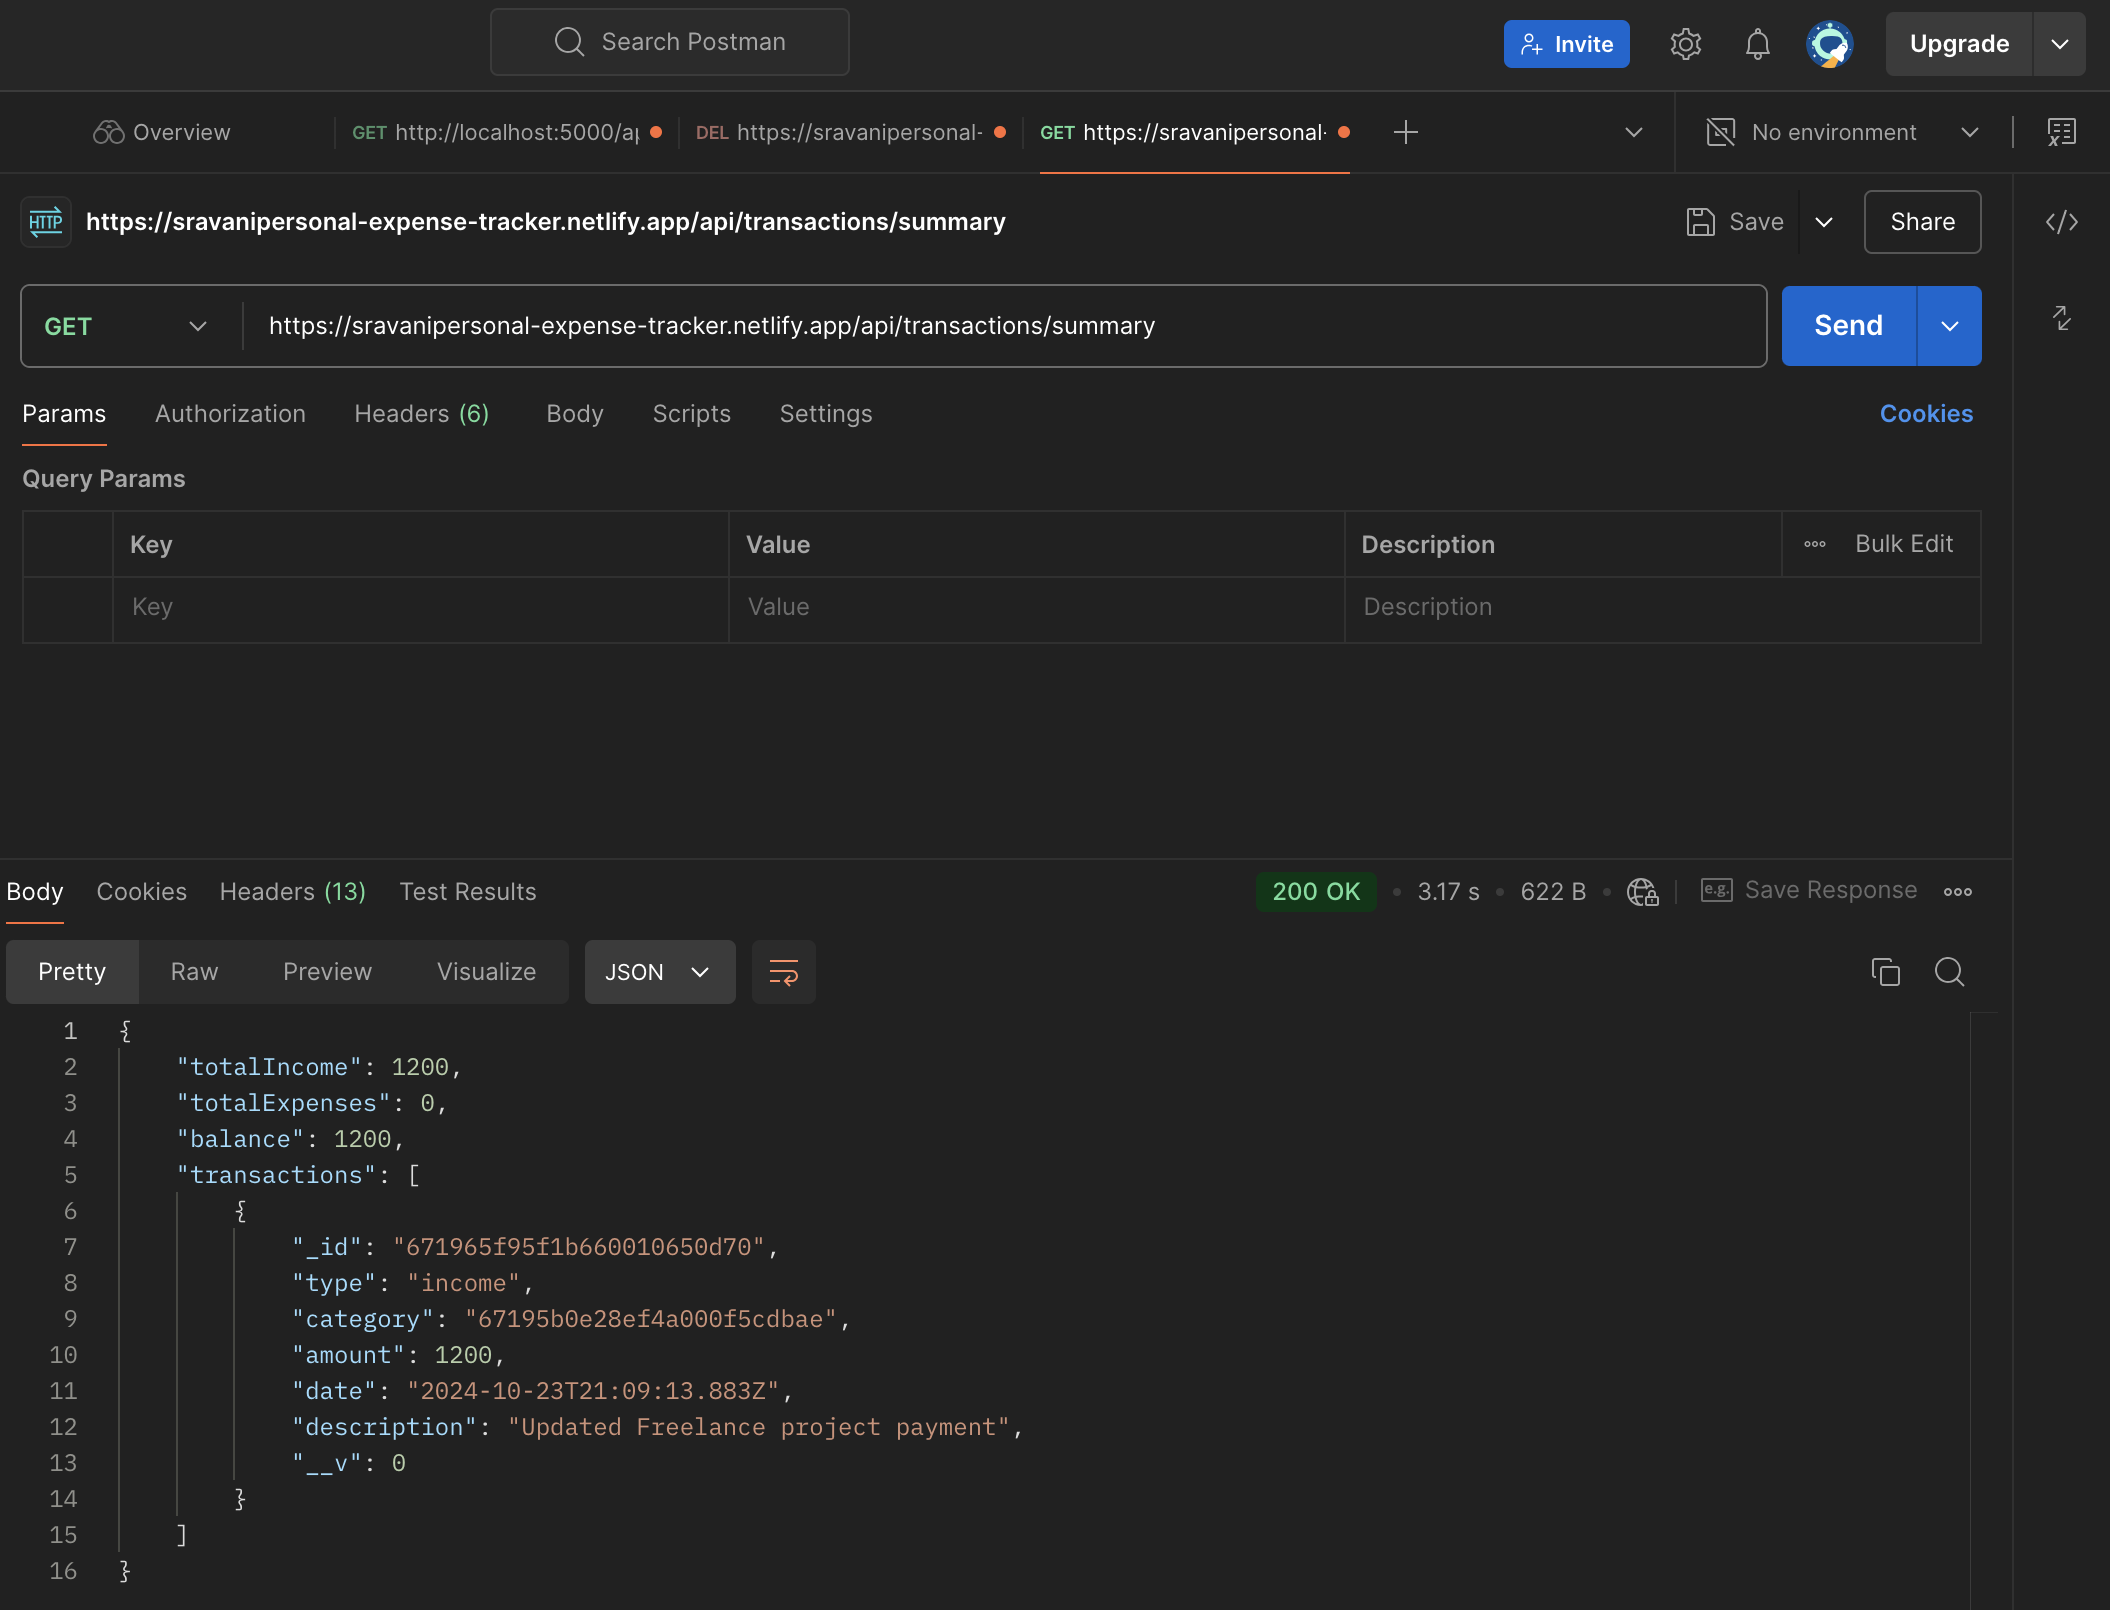 Search Postman
Invite
Upgrade
Overview
GET http://localhost:5000/a
DEL https://sravanipersonal-
GET https://sravanipersonal-
No environment
HTTP
https://sravanipersonal-expense-tracker.netlify.app/api/transactions/summary
Save
Share
GET
https://sravanipersonal-expense-tracker.netlify.app/api/transactions/summary
Send
Params Authorization Headers (6) Body Scripts Settings Cookies
Query Params
Key Value Description Bulk Edit
Key Value Description
Body Cookies Headers (13) Test Results 200 OK • 3.17 s • 622 B • e.g. Save Response
Pretty Raw Preview Visualize JSON
1 {
2 "totalIncome": 1200,
3 "totalExpenses": 0,
4 "balance": 1200,
5 "transactions": [
6 {
7 "_id": "671965f95f1b660010650d70",
8 "type": "income",
9 "category": "67195b0e28ef4a000f5cdbae",
10 "amount": 1200,
11 "date": "2024-10-23T21:09:13.883Z",
12 "description": "Updated Freelance project payment",
13 "__v": 0
14 }
15 ]
16 }